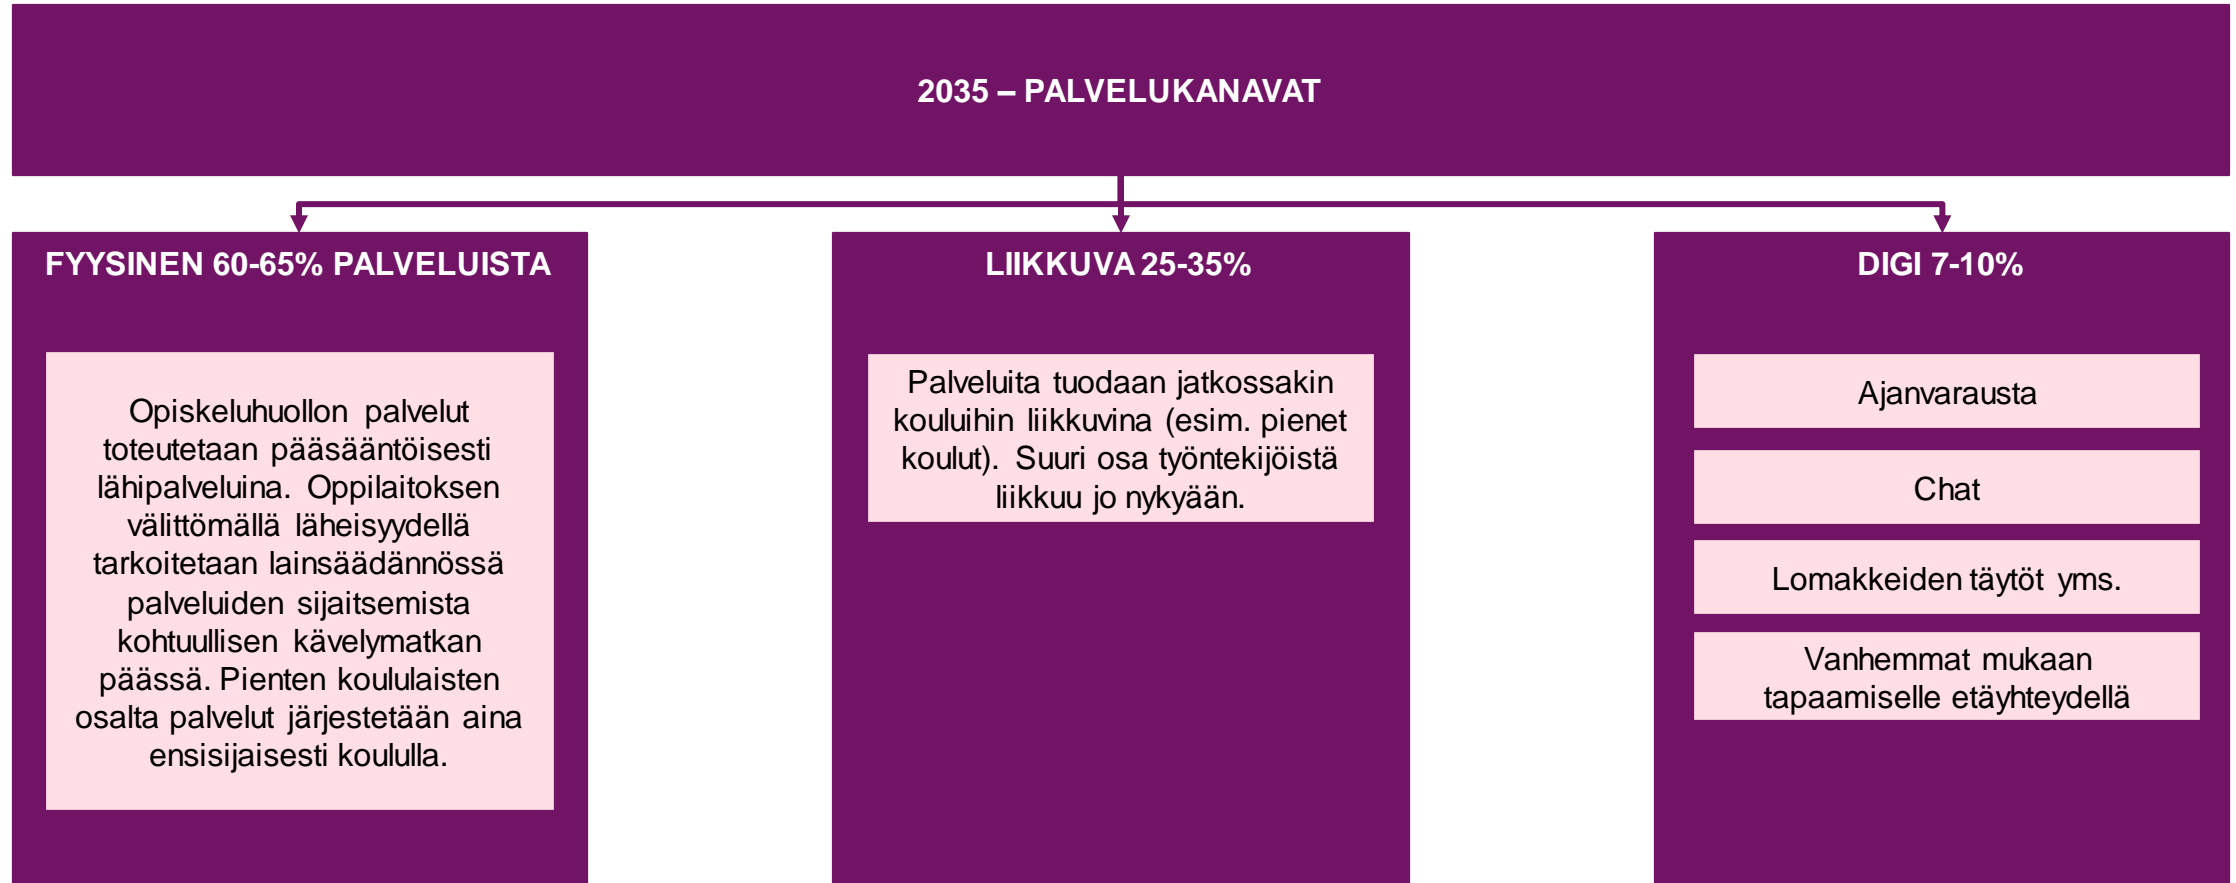 2035 – PALVELUKANAVAT
FYYSINEN 60-65% PALVELUISTA
Opiskeluhuollon palvelut
toteutetaan pääsääntöisesti
lähipalveluina. Oppilaitoksen
välittömällä läheisyydellä
tarkoitetaan lainsäädännössä
palveluiden sijaitsemista
kohtuullisen kävelymatkan
päässä. Pienten koululaisten
osalta palvelut järjestetään aina
ensisijaisesti koululla.
LIIKKUVA 25-35%
Palveluita tuodaan jatkossakin
kouluihin liikkuvina (esim. pienet
koulut). Suuri osa työntekijöistä
liikkuu jo nykyään.
DIGI 7-10%
Ajanvarausta
Chat
Lomakkeiden täytöt yms.
Vanhemmat mukaan
tapaamiselle etäyhteydellä